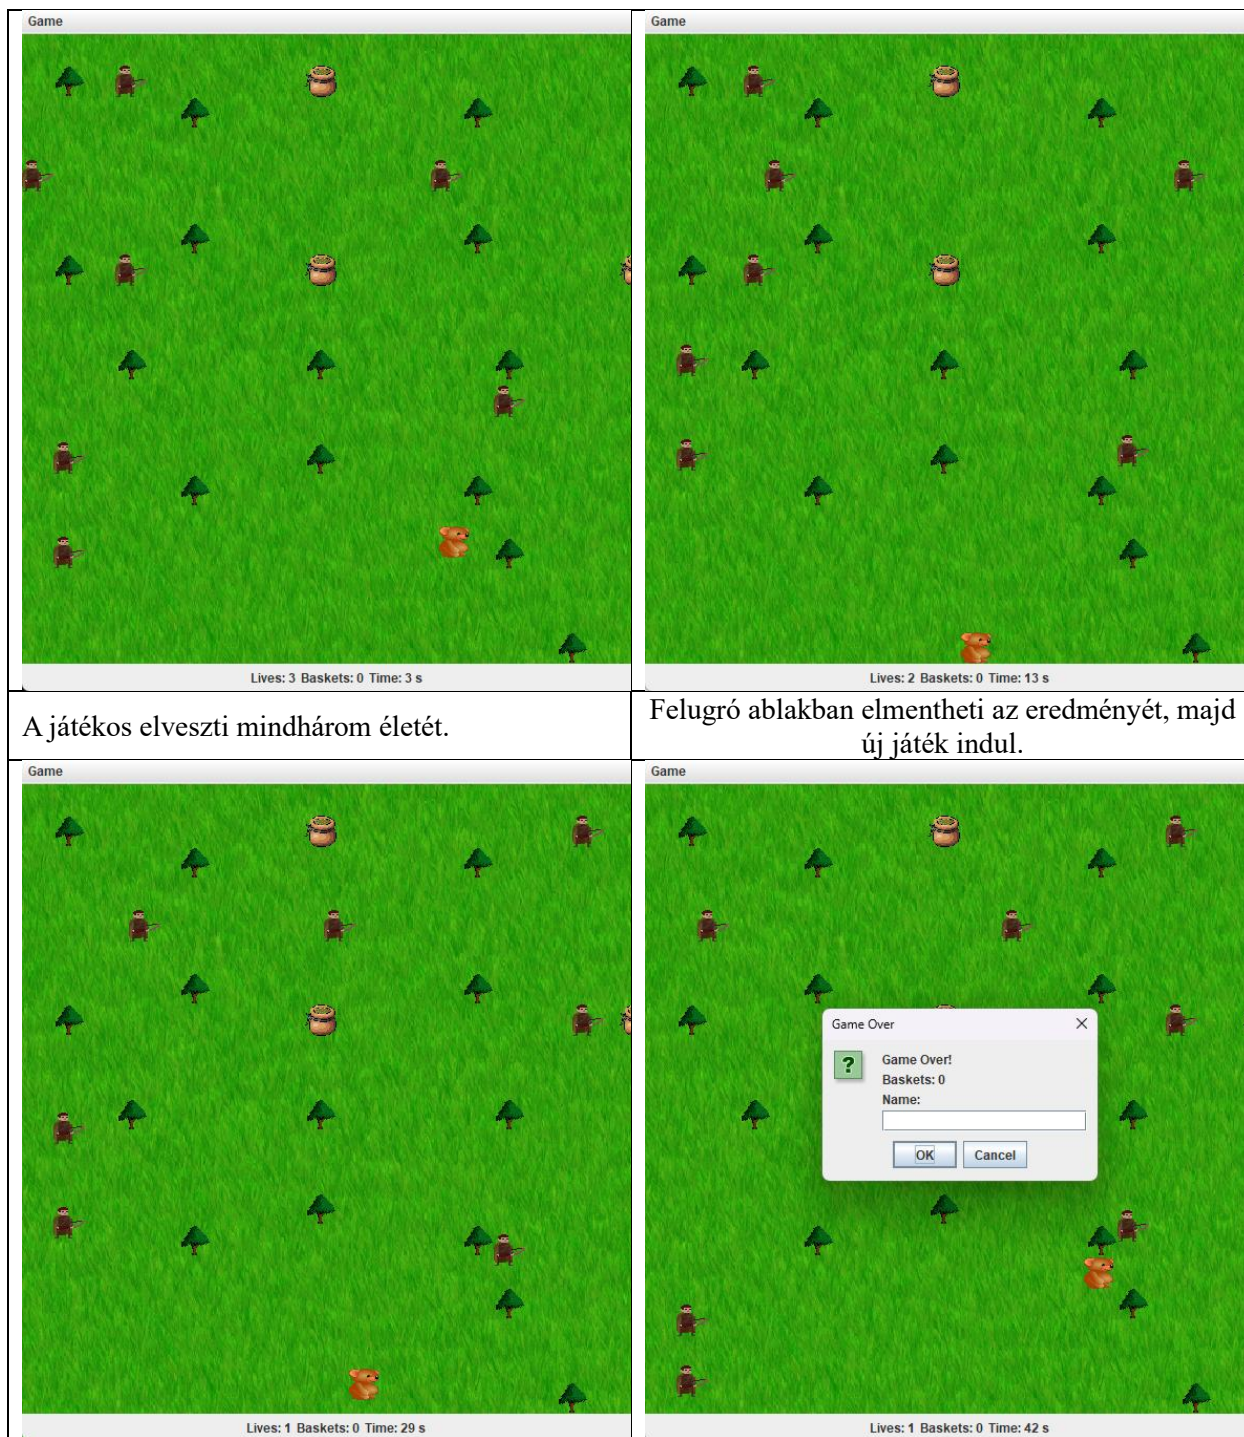 Game
Game
Lives: 3 Baskets: 0 Time: 3 s
Lives: 2 Baskets: 0 Time: 13 s
A játékos elveszti mindhárom életét.
Felugró ablakban elmentheti az eredményét, majd
új játék indul.
Game
Game
Game Over
?
Game Over!
Baskets: 0
Name:
OK
Cancel
Lives: 1 Baskets: 0 Time: 29 s
Lives: 1 Baskets: 0 Time: 42 s